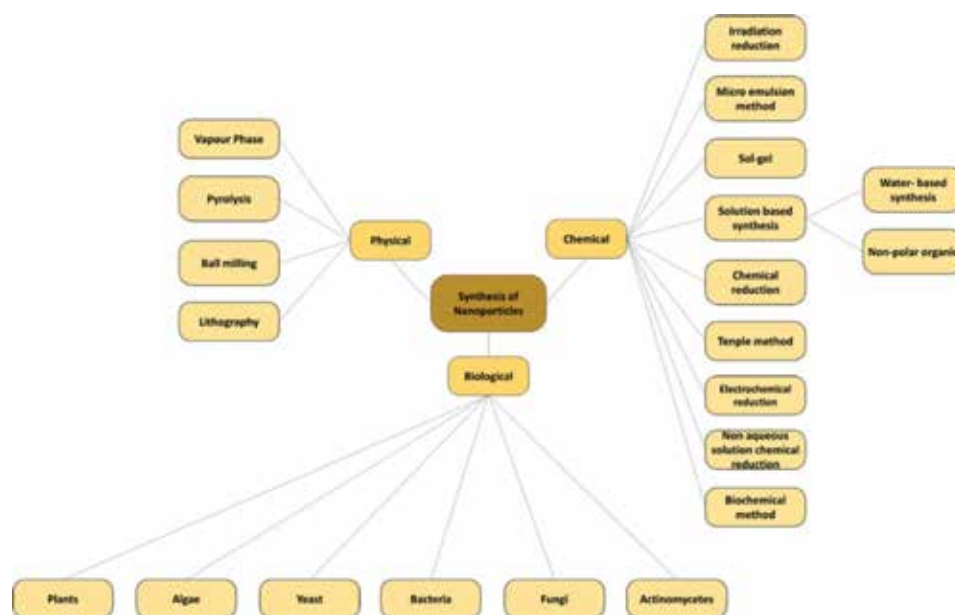 Irradiation
reduction
Micro emulsion
method
Sol-gel
Solution based
synthesis
Water- based
synthesis
Non-polar organic
Chemical
reduction
Tenple method
Electrochemical
reduction
Non aqueous
solution chemical
reduction
Biochemical
method
Chemical
Vapour Phase
Pyrolysis
Ball milling
Lithography
Physical
Synthesis of
Nanoparticles
Biological
Plants
Algae
Yeast
Bacteria
Fungi
Actinomycetes